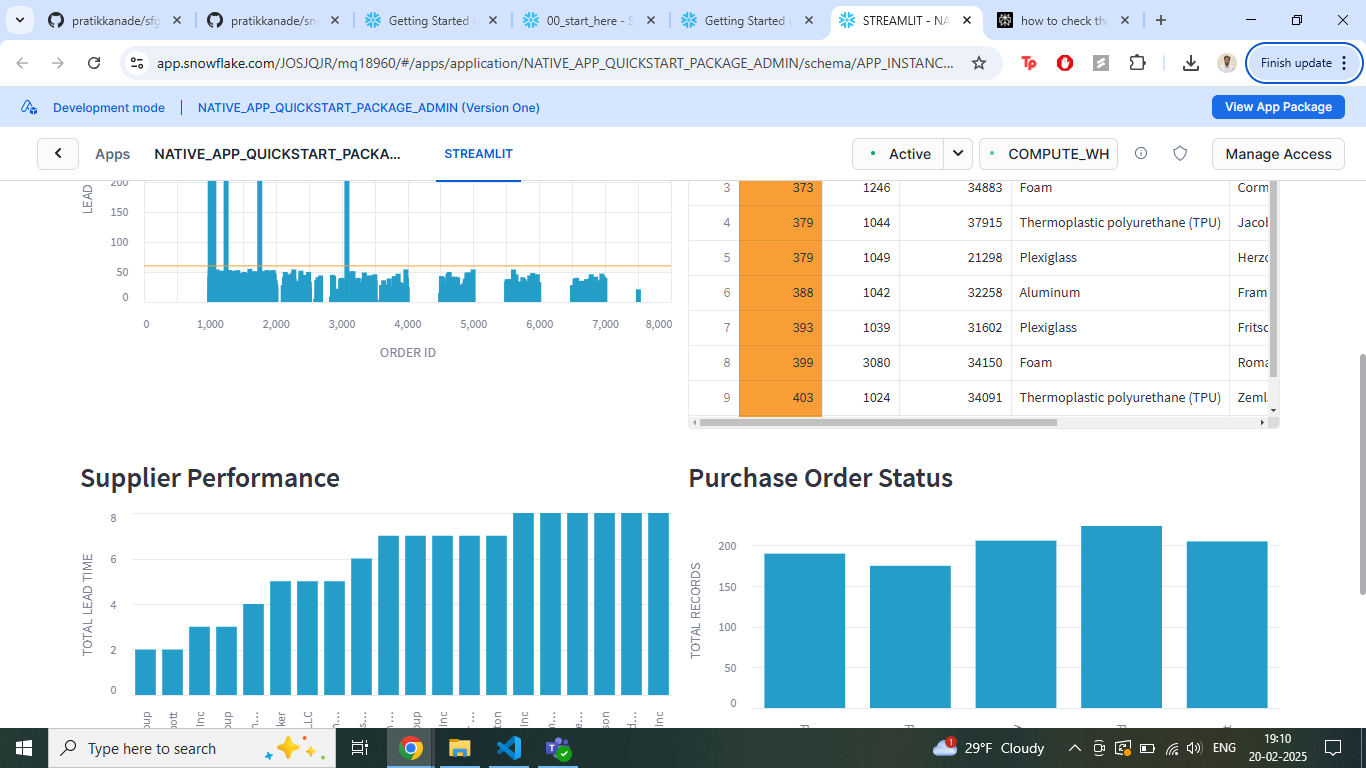 pratikkanade/sfg
pratikkanade/sn
Getting Started w
00_start_here - S
Getting Started w
STREAMLIT - NA
how to check the
app.snowflake.com/JOSJQJR/mq18960/#/apps/application/NATIVE_APP_QUICKSTART_PACKAGE_ADMIN/schema/APP_INSTANC...
Finish update
Development mode
NATIVE_APP_QUICKSTART_PACKAGE_ADMIN (Version One)
View App Package
Apps
NATIVE_APP_QUICKSTART_PACKA...
STREAMLIT
Active
COMPUTE_WH
Manage Access
LEAD
200
150
100
50
0
0 1,000 2,000 3,000 4,000 5,000 6,000 7,000 8,000
ORDER ID
3 373 1246 34883 Foam Corm
4 379 1044 37915 Thermoplastic polyurethane (TPU) Jacob
5 379 1049 21298 Plexiglass Herzo
6 388 1042 32258 Aluminum Fram
7 393 1039 31602 Plexiglass Fritsc
8 399 3080 34150 Foam Roma
9 403 1024 34091 Thermoplastic polyurethane (TPU) Zeml
Supplier Performance
TOTAL LEAD TIME
8
6
4
2
0
oup ott Inc oup n... ker LLC n... s... n ... oup Inc r ... ton Inc n... e... son d... Inc
Purchase Order Status
TOTAL RECORDS
200
150
100
50
0
Type here to search
1
29°F Cloudy
ENG
19:10
20-02-2025